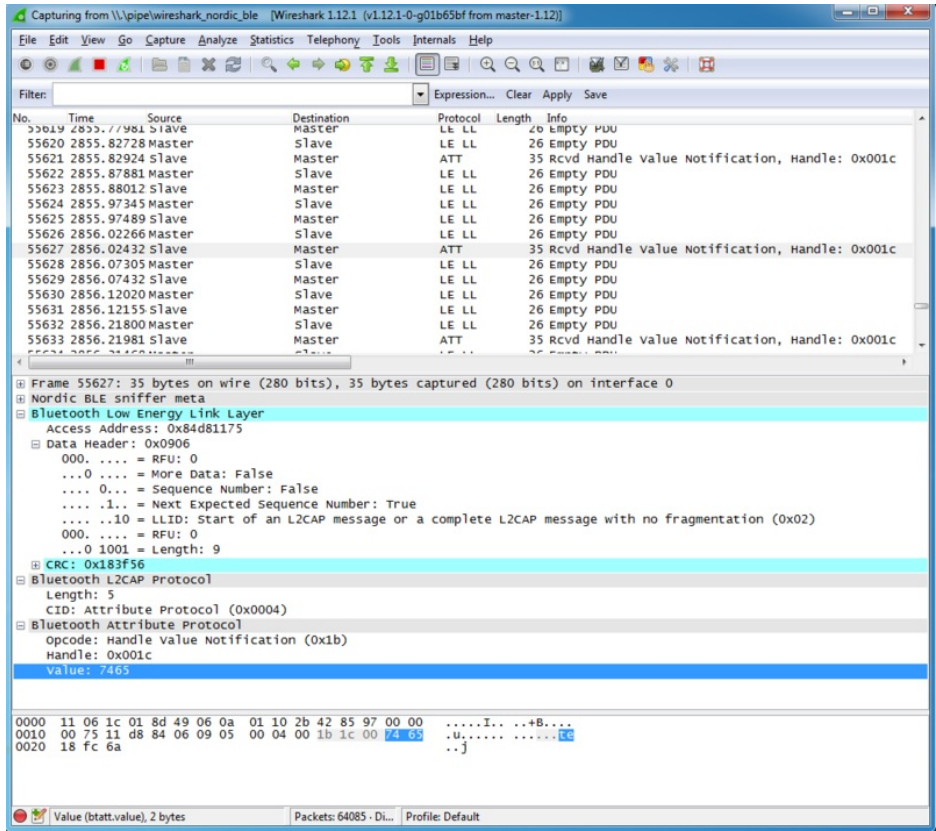 Capturing from \\.\pipe\wireshark_nordic_ble [Wireshark 1.12.1 (v1.12.1-0-g01b65bf from master-1.12)]
File Edit View Go Capture Analyze Statistics Telephony Tools Internals Help
Filter: Expression... Clear Apply Save
No. Time Source Destination Protocol Length Info
55619 2855.77981 Slave Master LE LL 26 Empty PDU
55620 2855.82728 Master Slave LE LL 26 Empty PDU
55621 2855.82924 Slave Master ATT 35 Rcvd Handle Value Notification, Handle: 0x001c
55622 2855.87881 Master Slave LE LL 26 Empty PDU
55623 2855.88012 Slave Master LE LL 26 Empty PDU
55624 2855.97345 Master Slave LE LL 26 Empty PDU
55625 2855.97489 Slave Master LE LL 26 Empty PDU
55626 2856.02266 Master Slave LE LL 26 Empty PDU
55627 2856.02432 Slave Master ATT 35 Rcvd Handle Value Notification, Handle: 0x001c
55628 2856.07305 Master Slave LE LL 26 Empty PDU
55629 2856.07432 Slave Master LE LL 26 Empty PDU
55630 2856.12020 Master Slave LE LL 26 Empty PDU
55631 2856.12155 Slave Master LE LL 26 Empty PDU
55632 2856.21800 Master Slave LE LL 26 Empty PDU
55633 2856.21981 Slave Master ATT 35 Rcvd Handle Value Notification, Handle: 0x001c
Frame 55627: 35 bytes on wire (280 bits), 35 bytes captured (280 bits) on interface 0
Nordic BLE sniffer meta
Bluetooth Low Energy Link Layer
Access Address: 0x84d81175
Data Header: 0x0906
000. .... = RFU: 0
...0 .... = More Data: False
.... 0... = Sequence Number: False
.... .1.. = Next Expected Sequence Number: True
.... ..10 = LLID: Start of an L2CAP message or a complete L2CAP message with no fragmentation (0x02)
000. .... = RFU: 0
...0 1001 = Length: 9
CRC: 0x183f56
Bluetooth L2CAP Protocol
Length: 5
CID: Attribute Protocol (0x0004)
Bluetooth Attribute Protocol
Opcode: Handle Value Notification (0x1b)
Handle: 0x001c
Value: 7465
0000 11 06 1c 01 8d 49 06 0a 01 10 2b 42 85 97 00 00 .....I.. ..+B....
0010 00 75 11 d8 84 06 09 05 00 04 00 1b 1c 00 74 65 .u...... ......te
0020 18 fc 6a ..j
Value (btatt.value), 2 bytes Packets: 64085 · Di... Profile: Default